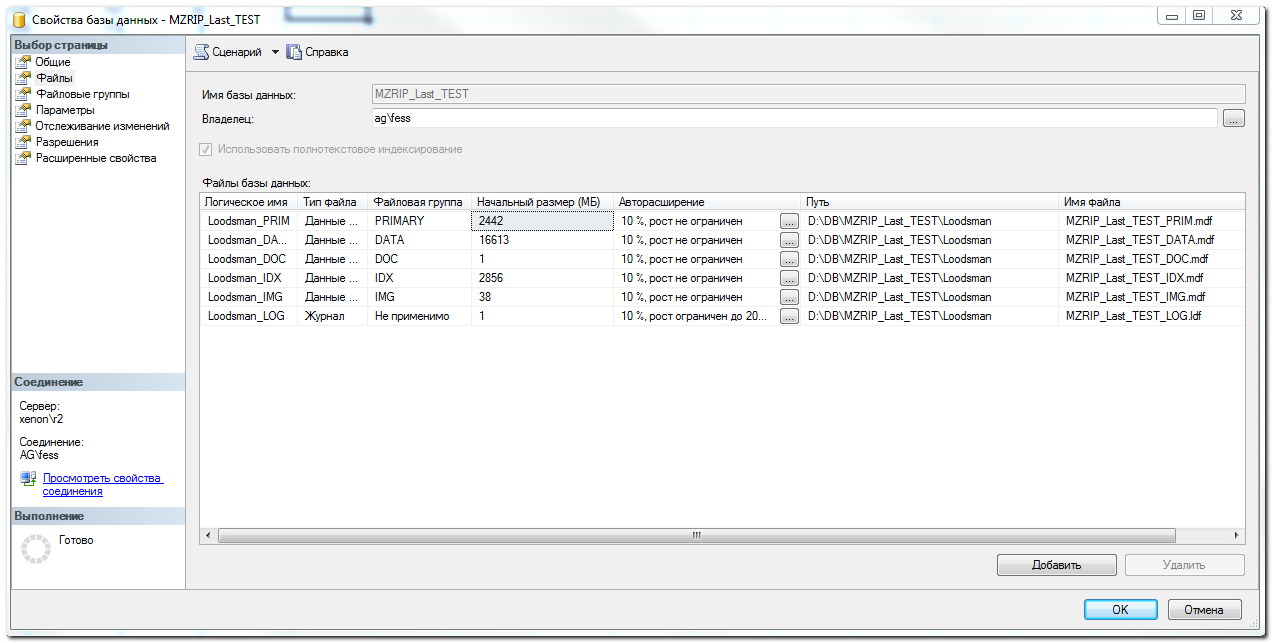 Свойства базы данных - MZRIP_Last_TEST
Выбор страницы
Общие
Файлы
Файловые группы
Параметры
Отслеживание изменений
Разрешения
Расширенные свойства
Соединение
Сервер:
xenon\r2
Соединение:
AG\fess
Просмотреть свойства
соединения
Выполнение
Готово
Сценарий Справка
Имя базы данных: MZRIP_Last_TEST
Владелец: ag\fess ...
Использовать полнотекстовое индексирование
Файлы базы данных:
Логическое имя Тип файла Файловая группа Начальный размер (МБ) Авторасширение Путь Имя файла
Loodsman_PRIM Данные ... PRIMARY 2442 10 %, рост не ограничен ... D:\DB\MZRIP_Last_TEST\Loodsman MZRIP_Last_TEST_PRIM.mdf
Loodsman_DA... Данные ... DATA 16613 10 %, рост не ограничен ... D:\DB\MZRIP_Last_TEST\Loodsman MZRIP_Last_TEST_DATA.mdf
Loodsman_DOC Данные ... DOC 1 10 %, рост не ограничен ... D:\DB\MZRIP_Last_TEST\Loodsman MZRIP_Last_TEST_DOC.mdf
Loodsman_IDX Данные ... IDX 2856 10 %, рост не ограничен ... D:\DB\MZRIP_Last_TEST\Loodsman MZRIP_Last_TEST_IDX.mdf
Loodsman_IMG Данные ... IMG 38 10 %, рост не ограничен ... D:\DB\MZRIP_Last_TEST\Loodsman MZRIP_Last_TEST_IMG.mdf
Loodsman_LOG Журнал Не применимо 1 10 %, рост ограничен до 20... ... D:\DB\MZRIP_Last_TEST\Loodsman MZRIP_Last_TEST_LOG.ldf
Добавить Удалить
OK Отмена